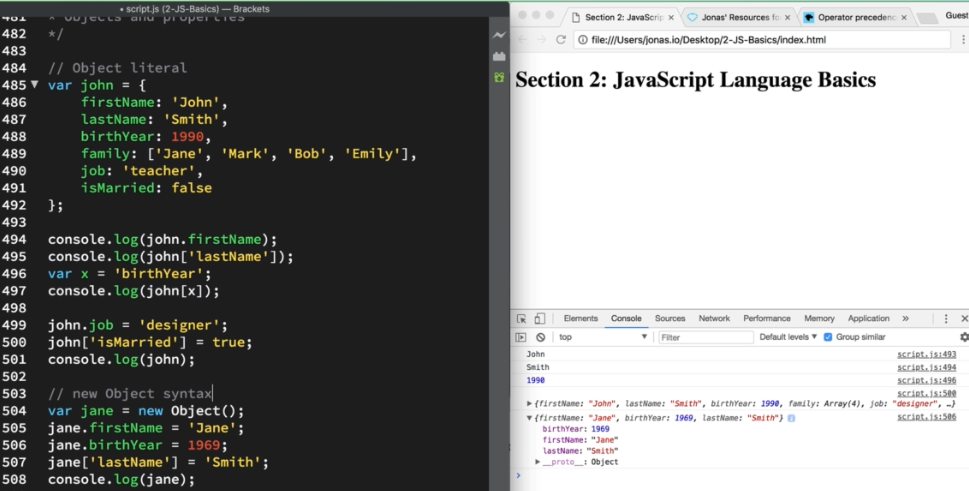 • script.js (2-JS-Basics) — Brackets
481 * Objects and properties
482 */
483
484 // Object literal
485 ▼ var john = {
486 firstName: 'John',
487 lastName: 'Smith',
488 birthYear: 1990,
489 family: ['Jane', 'Mark', 'Bob', 'Emily'],
490 job: 'teacher',
491 isMarried: false
492 };
493
494 console.log(john.firstName);
495 console.log(john['lastName']);
496 var x = 'birthYear';
497 console.log(john[x]);
498
499 john.job = 'designer';
500 john['isMarried'] = true;
501 console.log(john);
502
503 // new Object syntax
504 var jane = new Object();
505 jane.firstName = 'Jane';
506 jane.birthYear = 1969;
507 jane['lastName'] = 'Smith';
508 console.log(jane);
Section 2: JavaScri × Jonas' Resources fo × Operator precedenc × Guest
file:///Users/jonas.io/Desktop/2-JS-Basics/index.html
Section 2: JavaScript Language Basics
Elements Console Sources Network Performance Memory Application »
top ▼ Filter Default levels ▼ Group similar
John script.js:493
Smith script.js:494
1990 script.js:496
script.js:500
▶ {firstName: "John", lastName: "Smith", birthYear: 1990, family: Array(4), job: "designer", …}
▼ {firstName: "Jane", birthYear: 1969, lastName: "Smith"} script.js:506
birthYear: 1969
firstName: "Jane"
lastName: "Smith"
▶ __proto__: Object
›